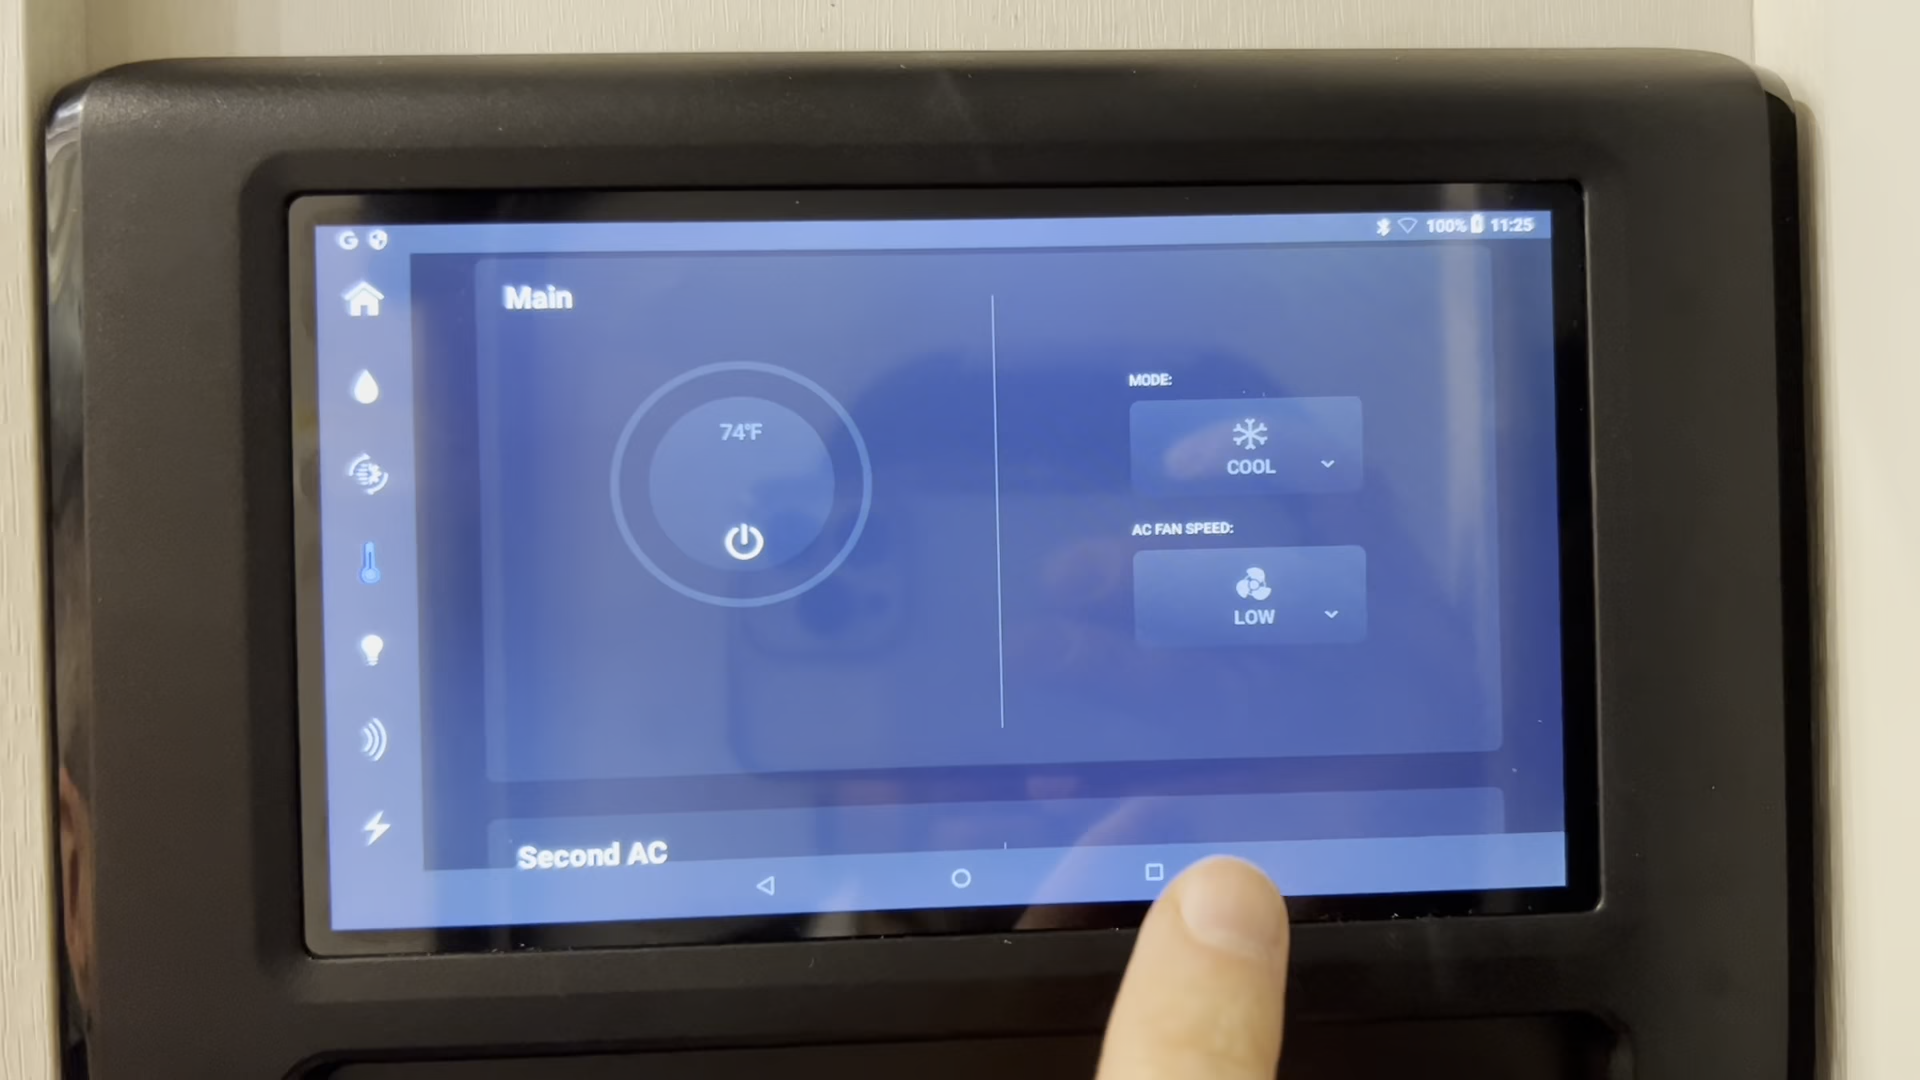 G
100% 11:25
Main
74°F
MODE:
COOL
AC FAN SPEED:
LOW
Second AC